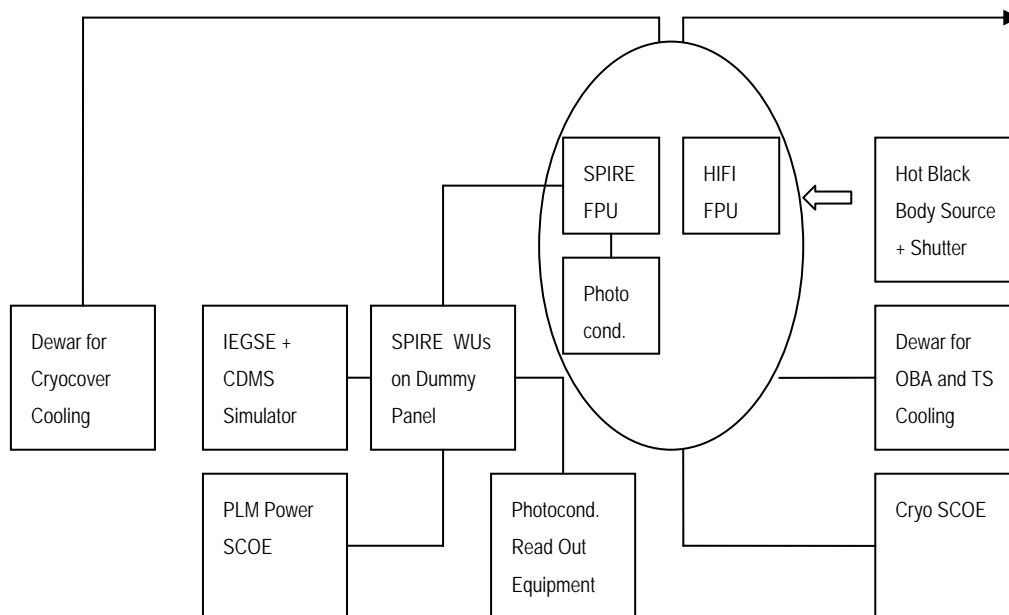 SPIRE
FPU
HIFI
FPU
Hot Black
Body Source
+ Shutter
Photo
cond.
Dewar for
Cryocover
Cooling
IEGSE +
CDMS
Simulator
SPIRE WUs
on Dummy
Panel
Dewar for
OBA and TS
Cooling
PLM Power
SCOE
Photocond.
Read Out
Equipment
Cryo SCOE